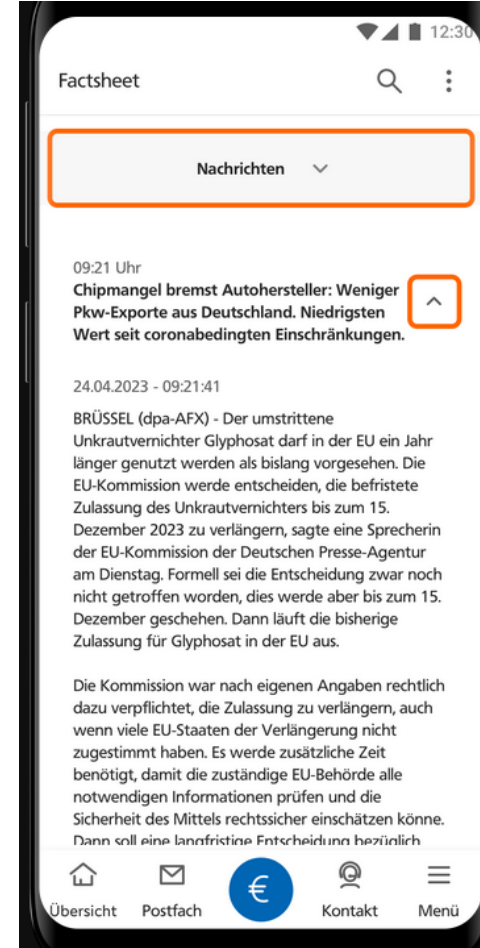 12:30
Factsheet
Nachrichten
09:21 Uhr
Chipmangel bremst Autohersteller: Weniger
Pkw-Exporte aus Deutschland. Niedrigsten
Wert seit coronabedingten Einschränkungen.
24.04.2023 - 09:21:41
BRÜSSEL (dpa-AFX) - Der umstrittene
Unkrautvernichter Glyphosat darf in der EU ein Jahr
länger genutzt werden als bislang vorgesehen. Die
EU-Kommission werde entscheiden, die befristete
Zulassung des Unkrautvernichters bis zum 15.
Dezember 2023 zu verlängern, sagte eine Sprecherin
der EU-Kommission der Deutschen Presse-Agentur
am Dienstag. Formell sei die Entscheidung zwar noch
nicht getroffen worden, dies werde aber bis zum 15.
Dezember geschehen. Dann läuft die bisherige
Zulassung für Glyphosat in der EU aus.
Die Kommission war nach eigenen Angaben rechtlich
dazu verpflichtet, die Zulassung zu verlängern, auch
wenn viele EU-Staaten der Verlängerung nicht
zugestimmt haben. Es werde zusätzliche Zeit
benötigt, damit die zuständige EU-Behörde alle
notwendigen Informationen prüfen und die
Sicherheit des Mittels rechtssicher einschätzen könne.
Dann soll eine langfristige Entscheidung bezüglich
€
Übersicht Postfach Kontakt Menü